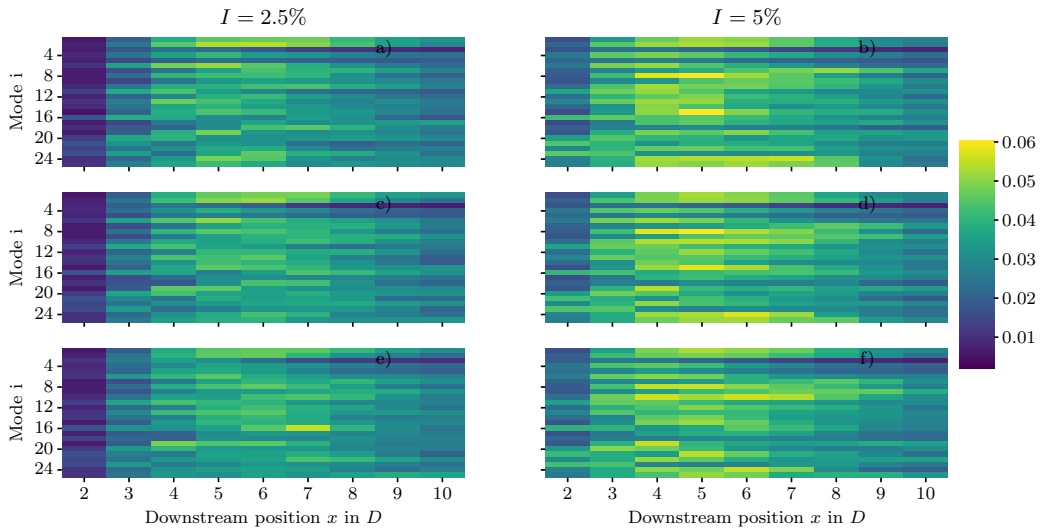 I = 2.5%
I = 5%
a)
b)
4
8
12
16
20
24
Mode i
c)
d)
4
8
12
16
20
24
Mode i
0.06
0.05
0.04
0.03
0.02
0.01
e)
f)
4
8
12
16
20
24
Mode i
2 3 4 5 6 7 8 9 10
2 3 4 5 6 7 8 9 10
Downstream position x in D
Downstream position x in D